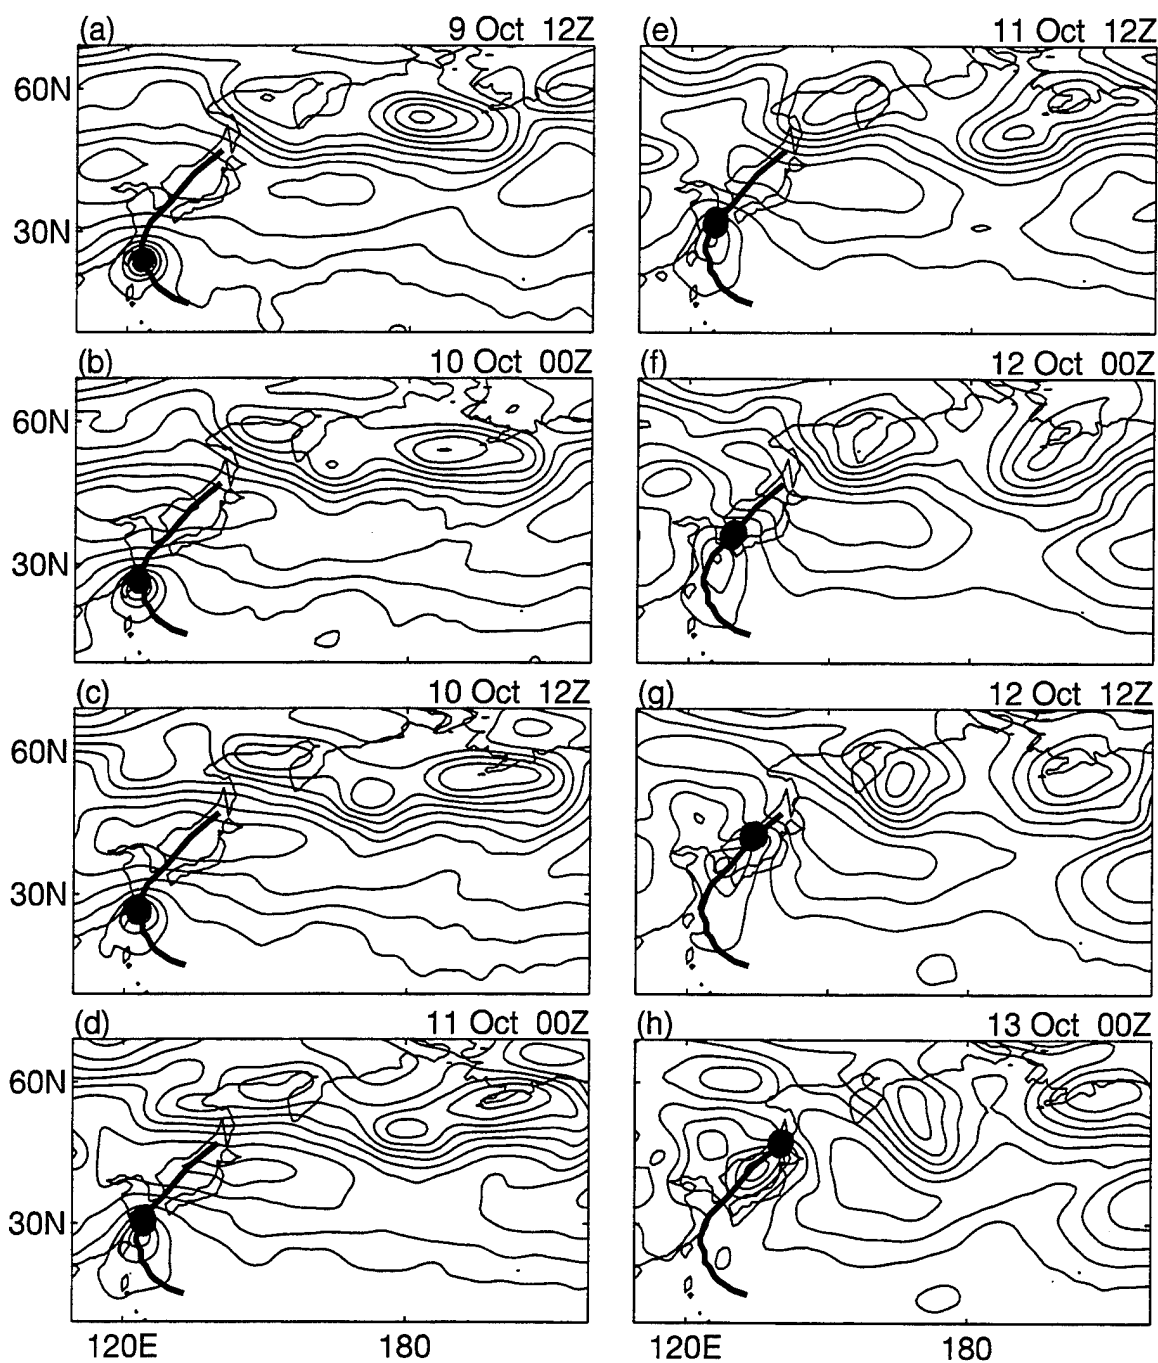 (a) 9 Oct 12Z
(e) 11 Oct 12Z
60N
30N
(b) 10 Oct 00Z
(f) 12 Oct 00Z
60N
30N
(c) 10 Oct 12Z
(g) 12 Oct 12Z
60N
30N
(d) 11 Oct 00Z
(h) 13 Oct 00Z
60N
30N
120E 180
120E 180